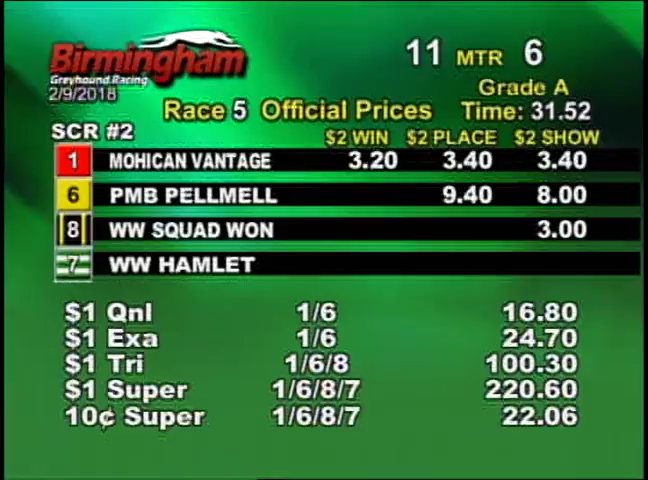 Birmingham
Greyhound Racing
11 MTR 6
2/9/2018
Grade A
Race 5 Official Prices Time: 31.52
SCR #2
$2 WIN $2 PLACE $2 SHOW
1 MOHICAN VANTAGE 3.20 3.40 3.40
6 PMB PELLMELL 9.40 8.00
8 WW SQUAD WON 3.00
7 WW HAMLET
$1 Qnl 1/6 16.80
$1 Exa 1/6 24.70
$1 Tri 1/6/8 100.30
$1 Super 1/6/8/7 220.60
10¢ Super 1/6/8/7 22.06